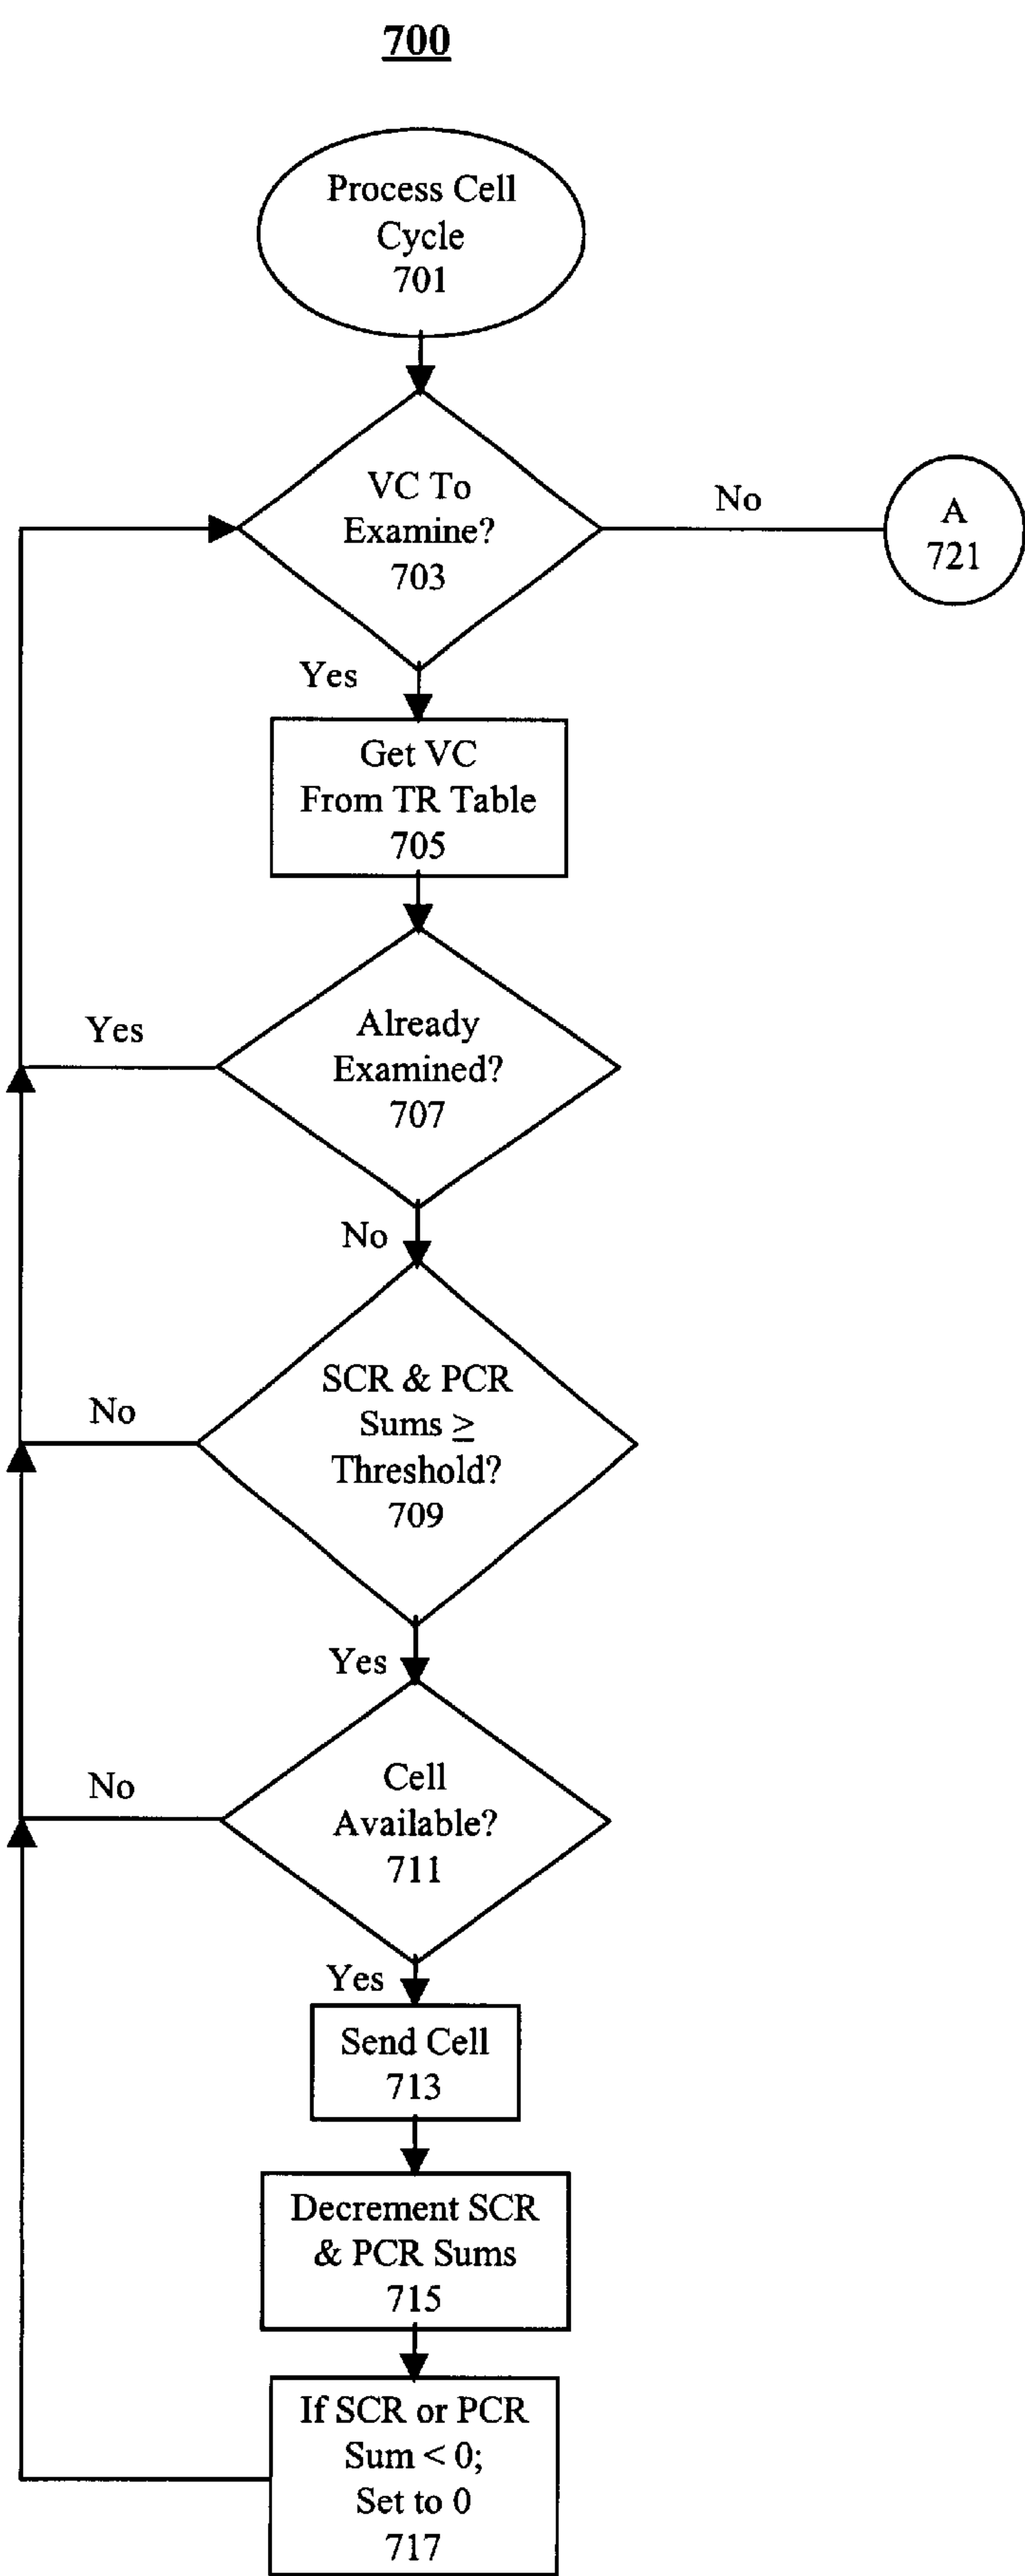 700
Process Cell
Cycle
701
VC To
Examine?
703
No
A
721
Yes
Get VC
From TR Table
705
Already
Examined?
707
Yes
No
SCR & PCR
Sums ≥
Threshold?
709
No
Yes
Cell
Available?
711
No
Yes
Send Cell
713
Decrement SCR
& PCR Sums
715
If SCR or PCR
Sum < 0;
Set to 0
717